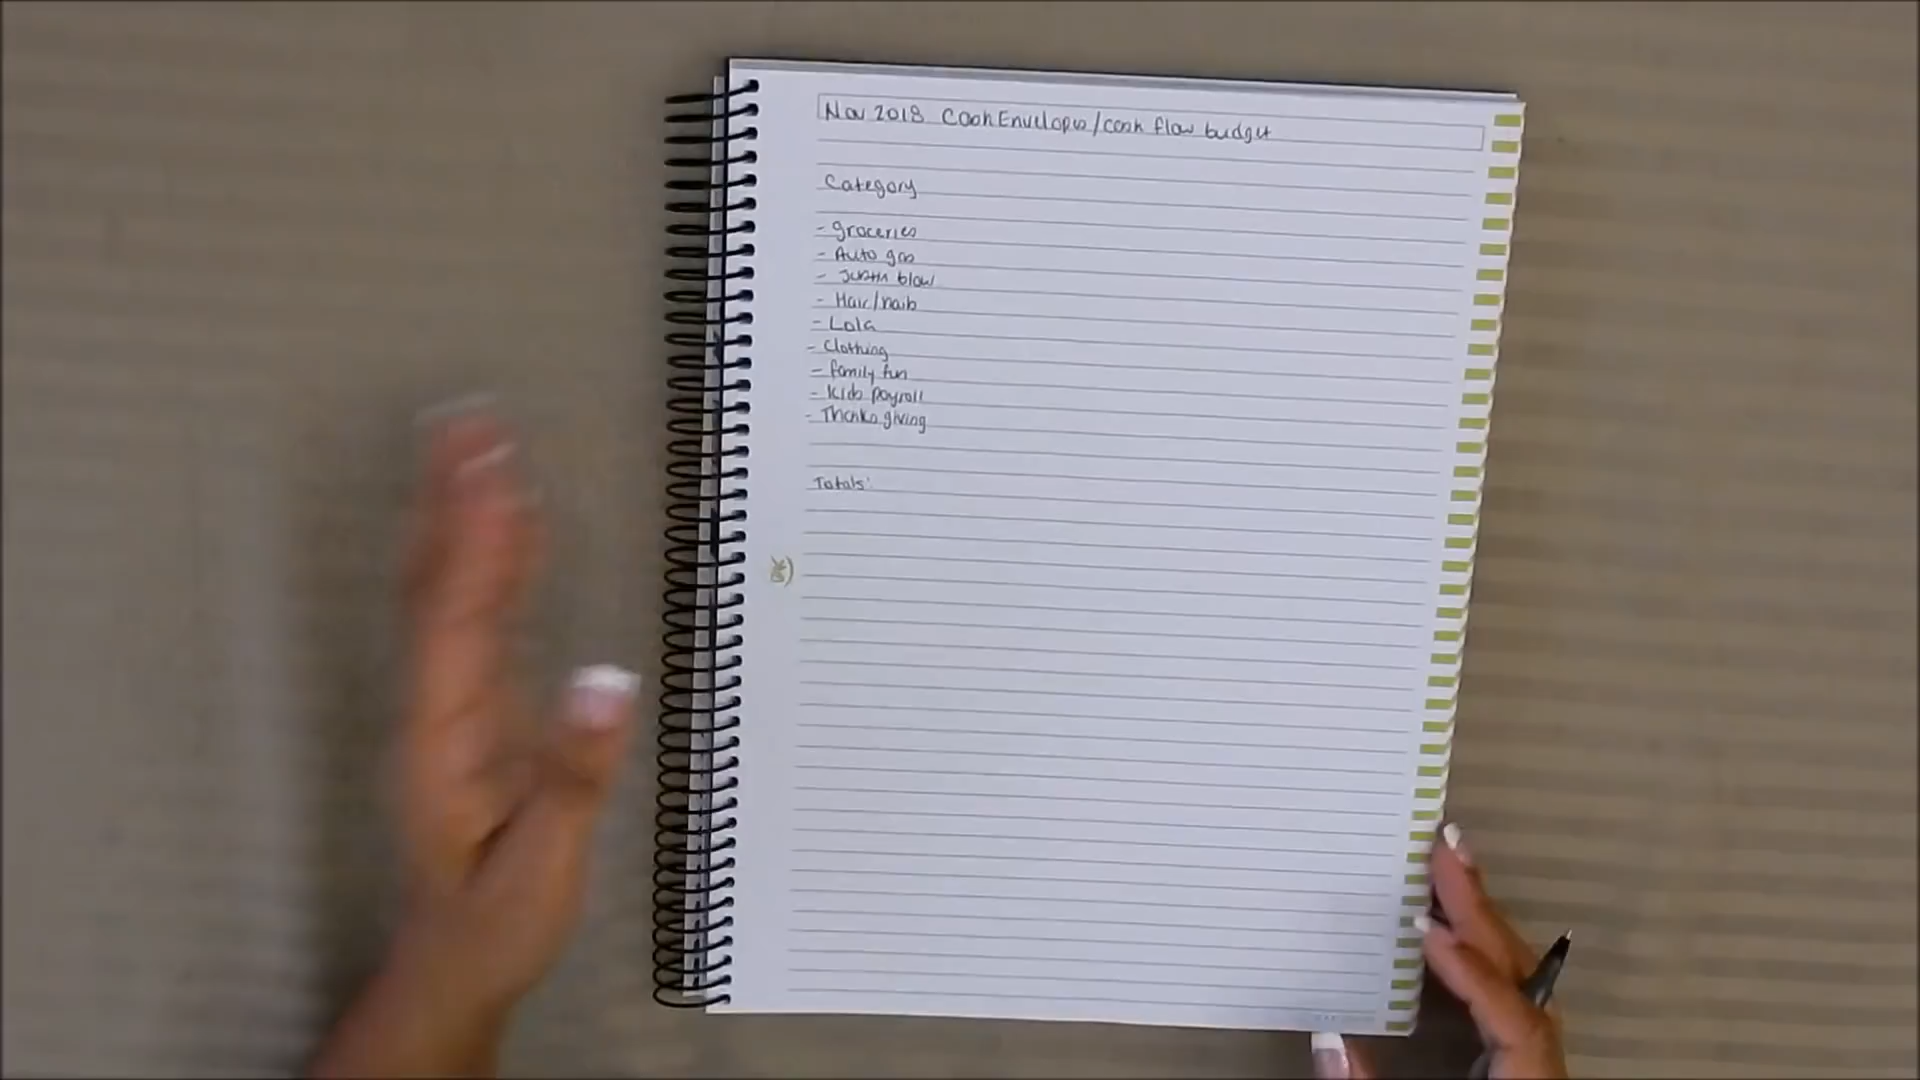 Nov 2018 Cash Envelopes/cash flow budget
Category
- groceries
- Auto gas
- Justin blow
- Hair/nails
- Lola
- Clothing
- family fun
- Kids payroll
- Thanksgiving
Totals: